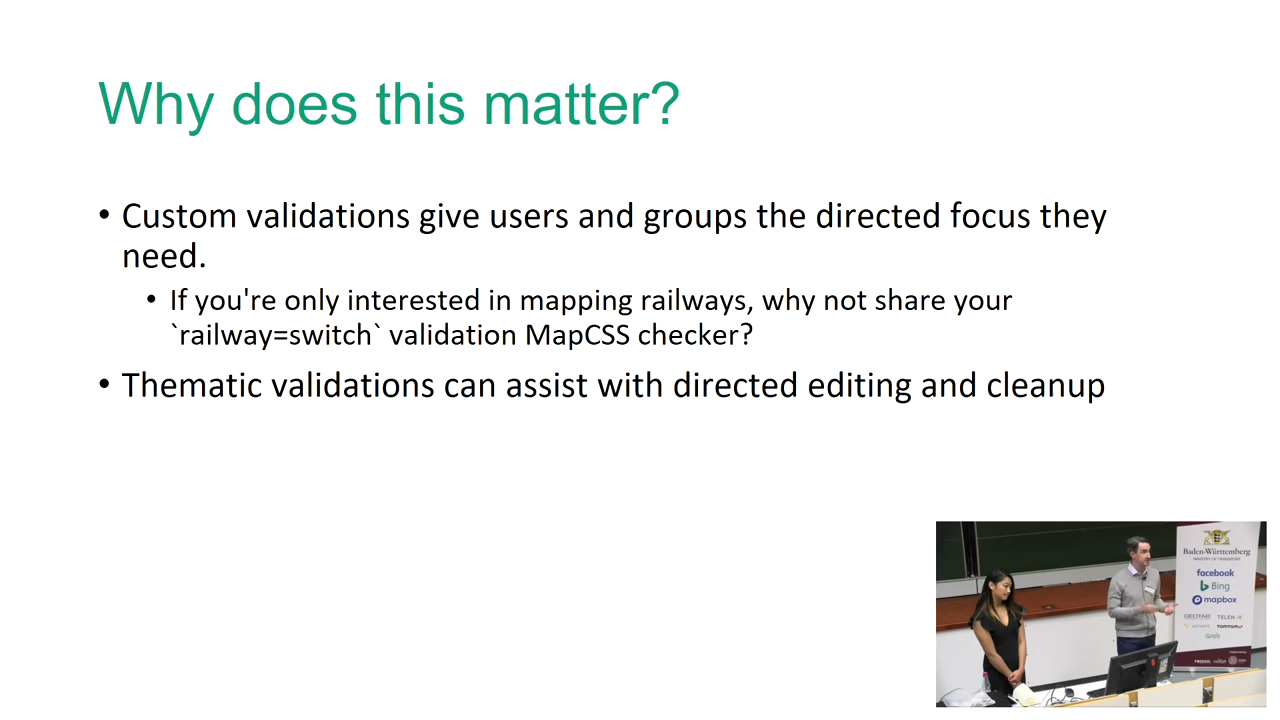 Why does this matter?
• Custom validations give users and groups the directed focus they
need.
• If you're only interested in mapping railways, why not share your
`railway=switch` validation MapCSS checker?
• Thematic validations can assist with directed editing and cleanup
Baden-Württemberg
MINISTRY OF TRANSPORT
facebook
Bing
mapbox
GEOTAB
TOMTOM
Grab